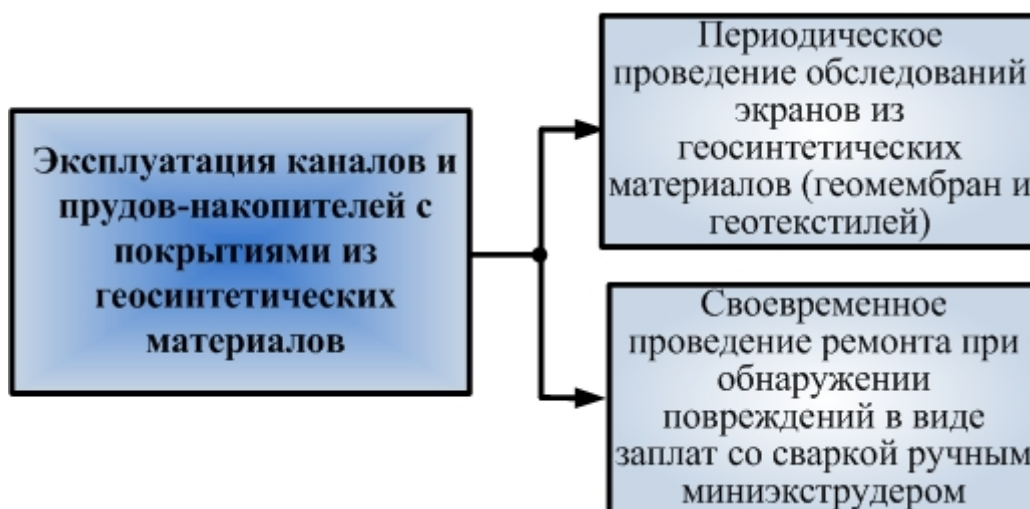 Эксплуатация каналов и
прудов-накопителей с
покрытиями из
геосинтетических
материалов
Периодическое
проведение обследований
экранов из
геосинтетических
материалов (геомембран и
геотекстилей)
Своевременное
проведение ремонта при
обнаружении
повреждений в виде
заплат со сваркой ручным
миниэкструдером